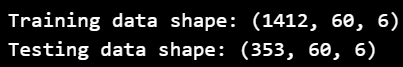 Training data shape: (1412, 60, 6)
Testing data shape: (353, 60, 6)